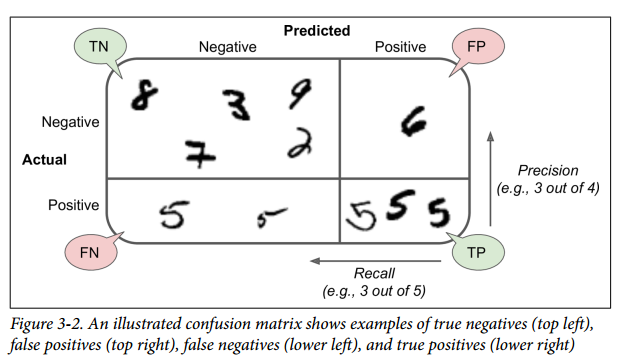 Predicted
TN
Negative
Positive
FP
8 3 9
6
Negative
7 2
Actual
Precision
(e.g., 3 out of 4)
Positive
5 5 5 5 5
FN
TP
Recall
(e.g., 3 out of 5)
Figure 3-2. An illustrated confusion matrix shows examples of true negatives (top left),
false positives (top right), false negatives (lower left), and true positives (lower right)